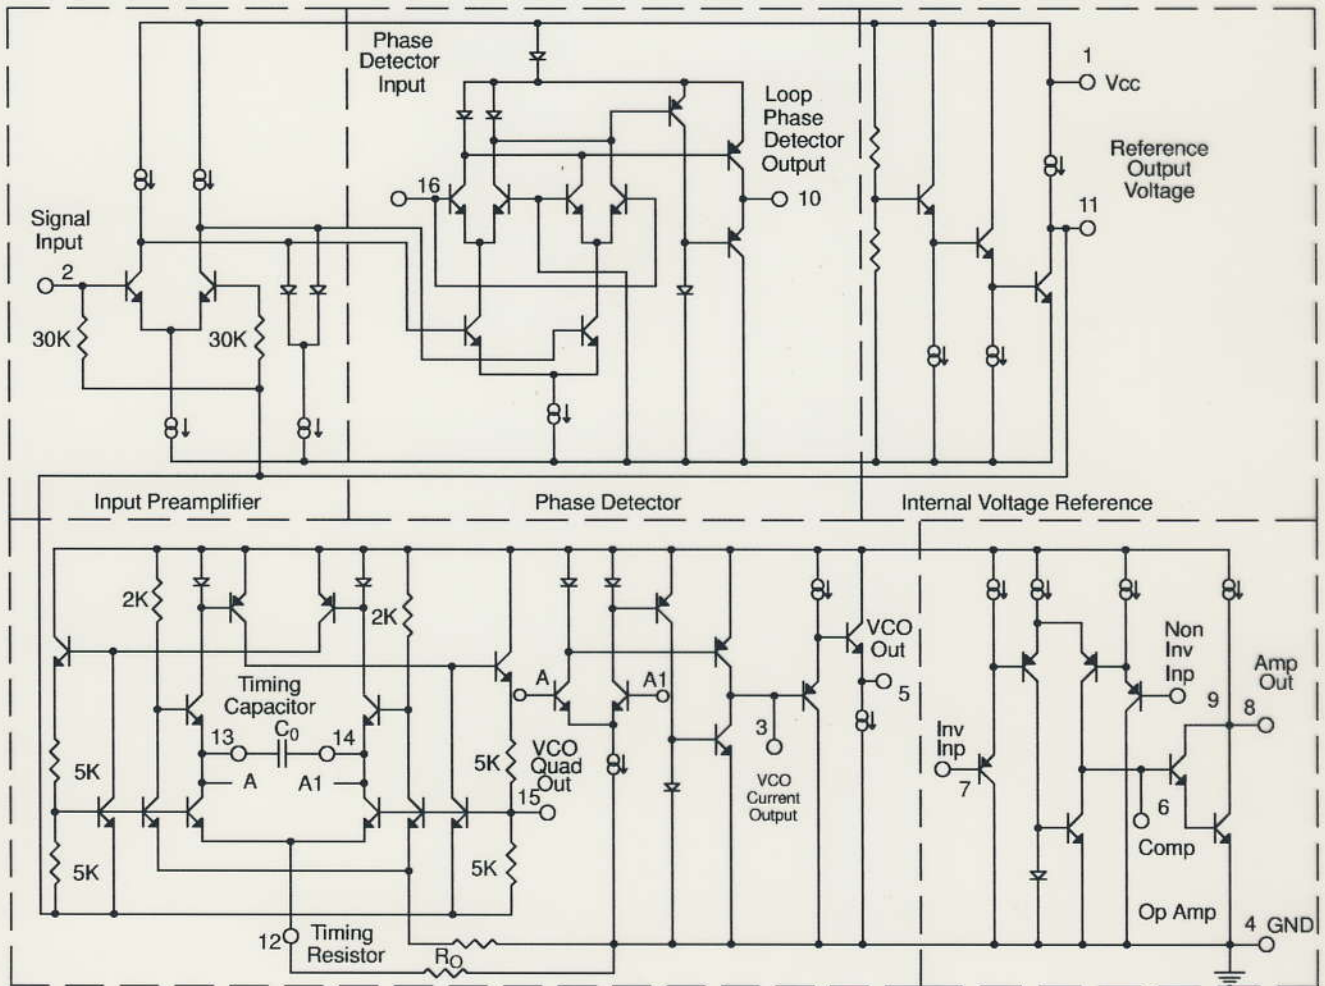 Phase
Detector
Input
1
Vcc
Loop
Phase
Detector
Output
Reference
Output
Voltage
16
10
11
Signal
Input
2
30K
30K
Input Preamplifier
Phase Detector
Internal Voltage Reference
2K
2K
VCO
Out
5
Non
Inv
Inp
Amp
Out
9
8
Timing
Capacitor
C0
13
14
A
A1
A
A1
5K
5K
VCO
Quad
Out
15
3
VCO
Current
Output
Inv
Inp
7
6
Comp
5K
5K
Op Amp
12
Timing
Resistor
RO
4
GND